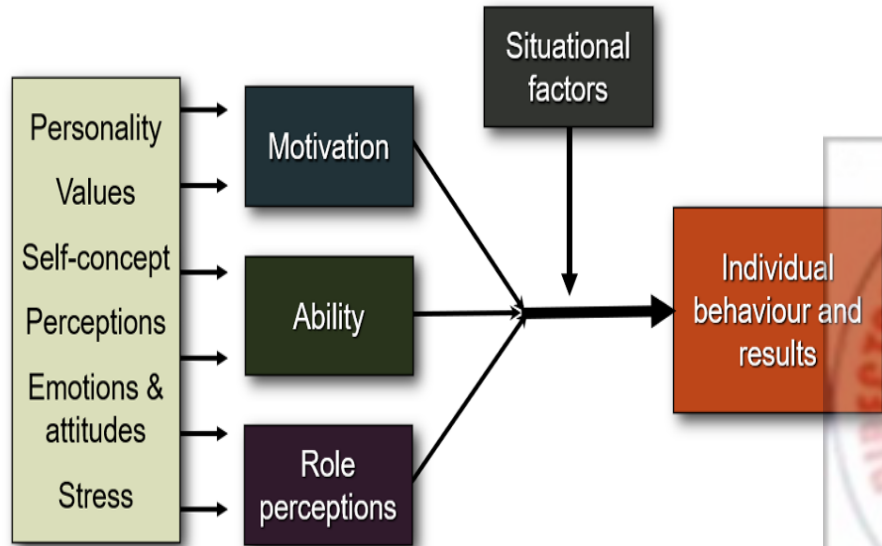 Situational
factors
Personality
Values
Self-concept
Perceptions
Emotions &
attitudes
Stress
Motivation
Ability
Role
perceptions
Individual
behaviour and
results